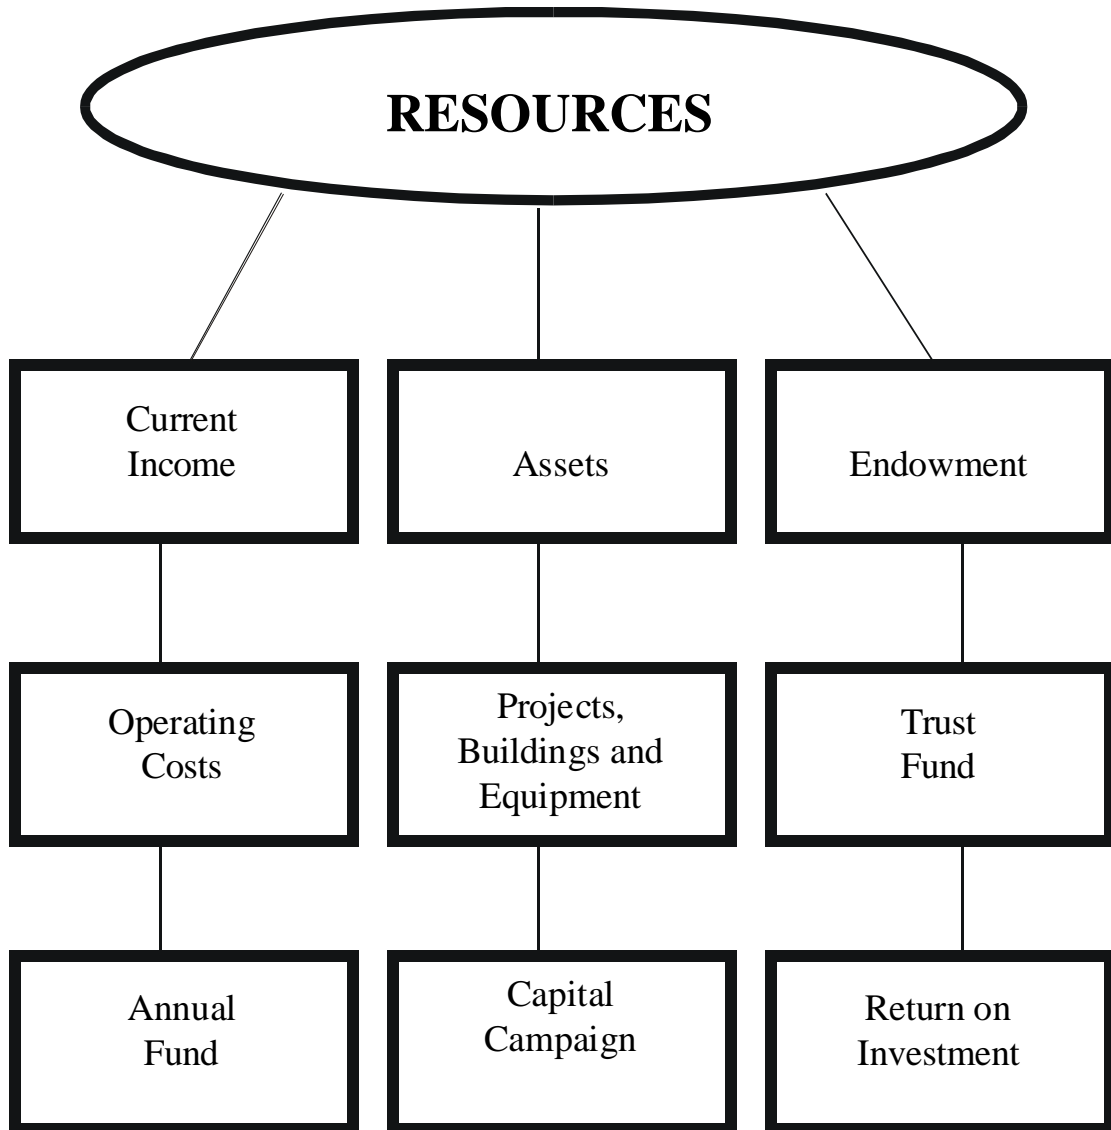 RESOURCES
Current
Income
Assets
Endowment
Operating
Costs
Projects,
Buildings and
Equipment
Trust
Fund
Annual
Fund
Capital
Campaign
Return on
Investment